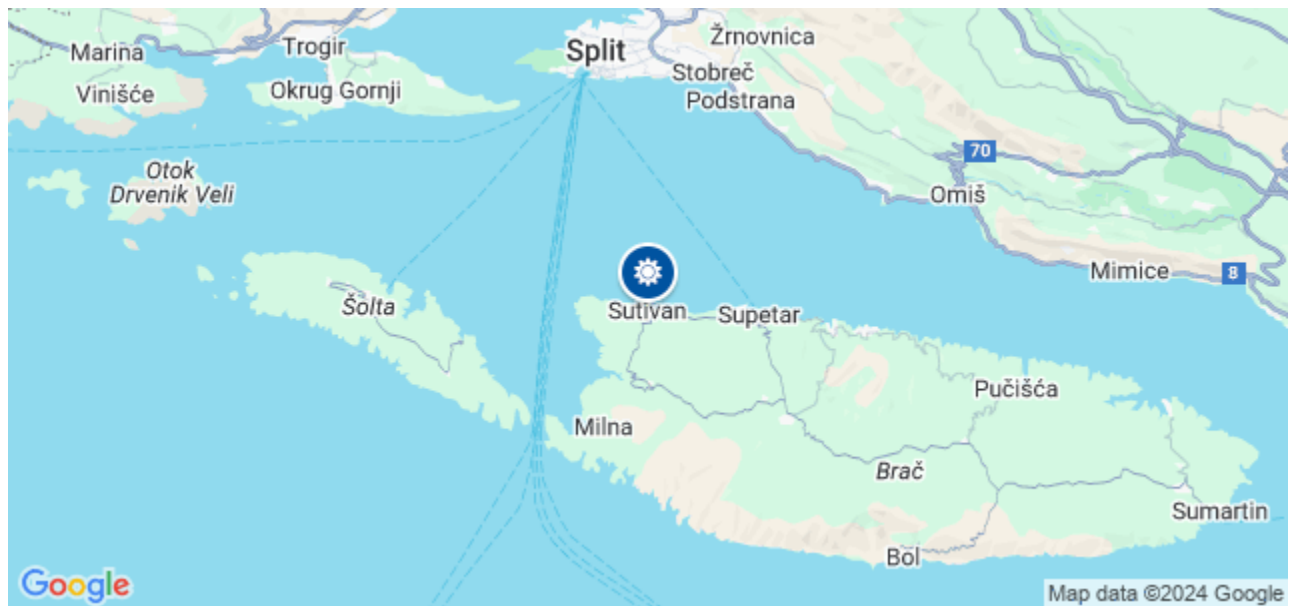 Marina
Trogir
Split
Žrnovnica
Stobreč
Vinišće
Okrug Gornji
Podstrana
70
Otok
Drvenik Veli
Omiš
Mimice
8
Šolta
Sutivan
Supetar
Pučišća
Milna
Brač
Sumartin
Bol
Google
Map data ©2024 Google